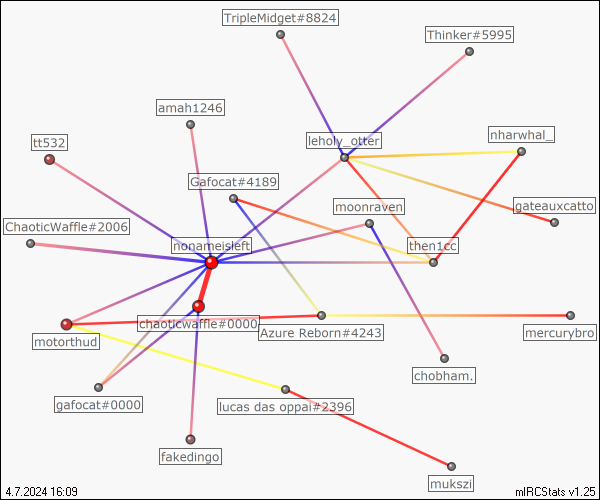 TripleMidget#8824
Thinker#5995
amah1246
nharwhal_
tt532
leholy_otter
Gafocat#4189
moonraven
gateauxcatto
ChaoticWaffle#2006
nonameisleft
then1cc
chaoticwaffle#0000
Azure Reborn#4243
mercurybro
motorthud
chobham.
gafocat#0000
lucas das oppai#2396
fakedingo
mukszi
4.7.2024 16:09
mIRCStats v1.25